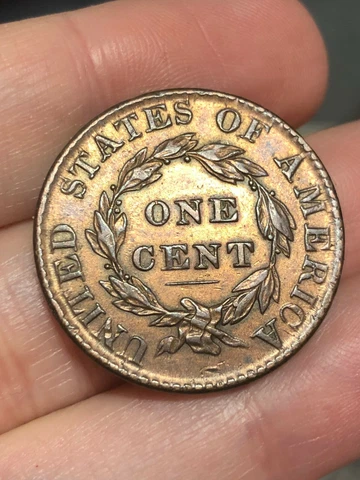 UNITED STATES OF AMERICA
ONE
CENT